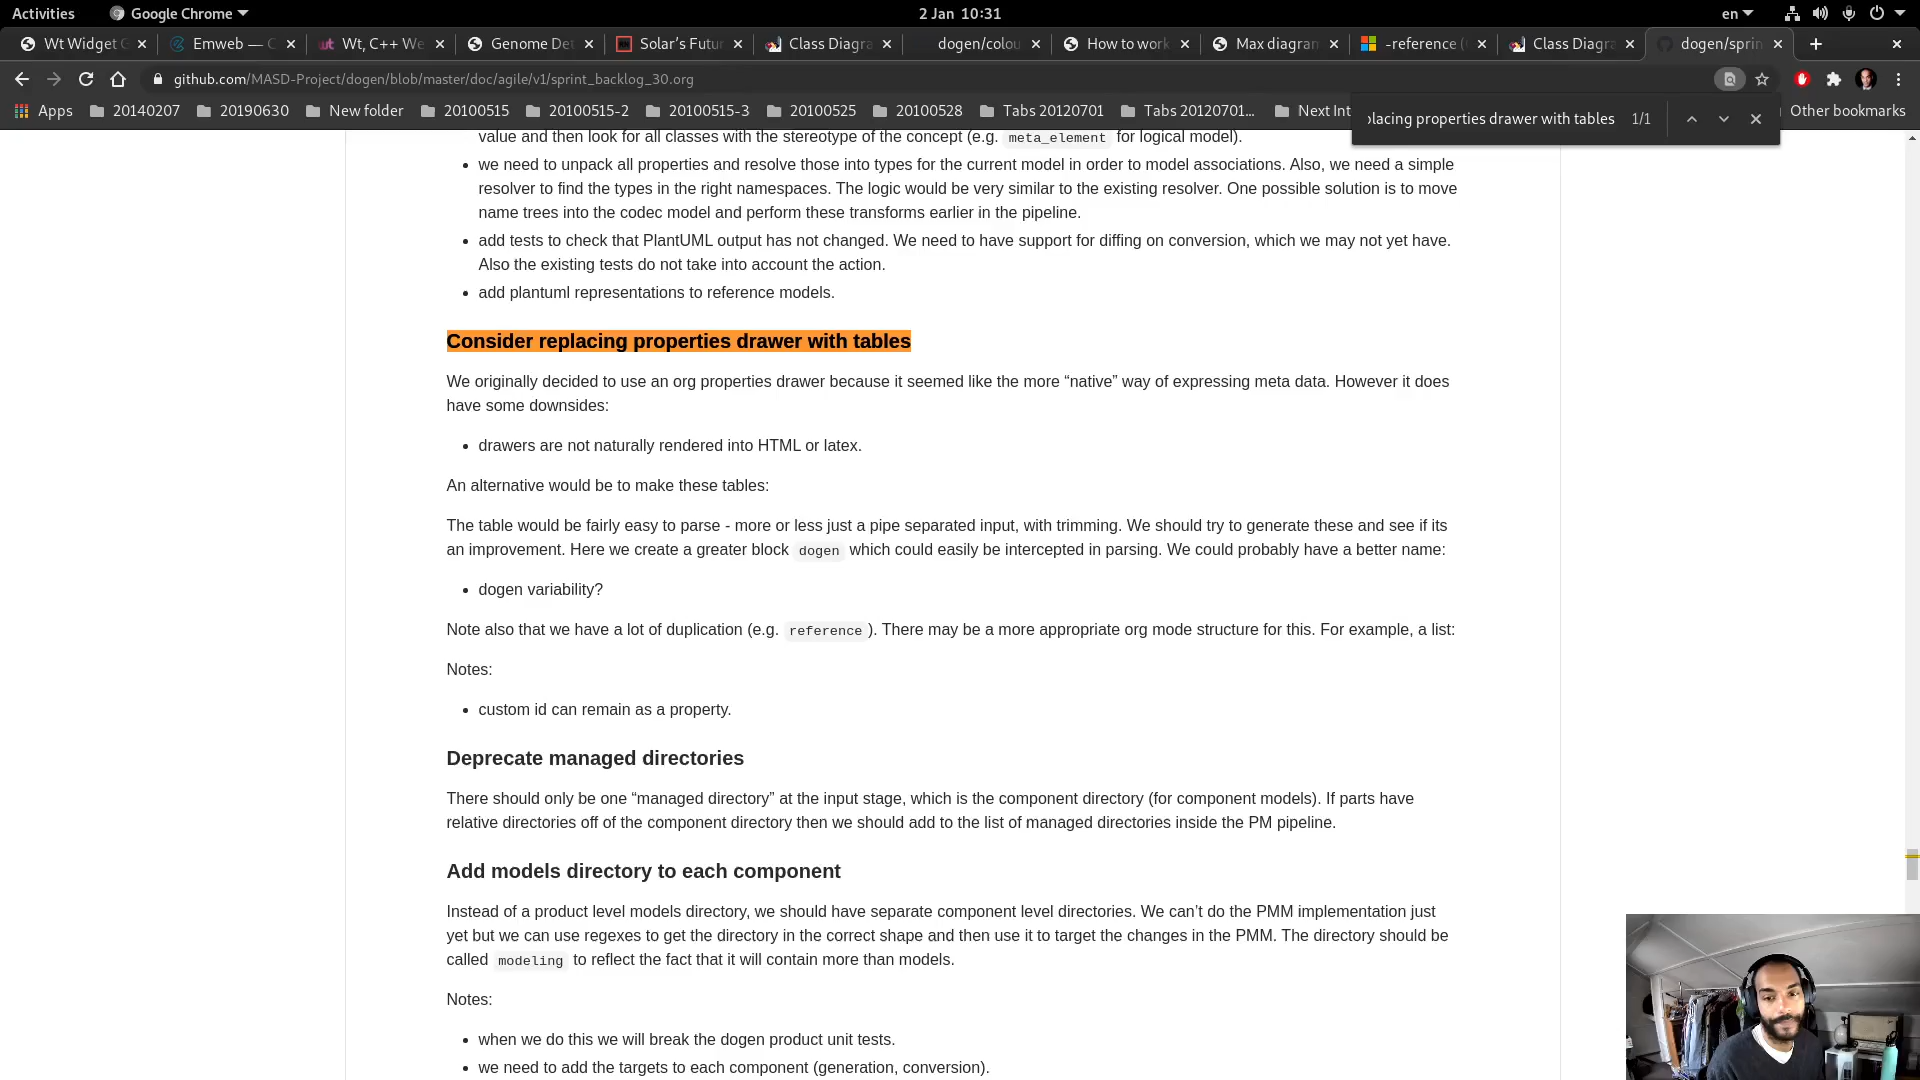 Activities Google Chrome 2 Jan 10:31 en
Wt Widget G Emweb — C Wt, C++ We Genome Det Solar's Futur Class Diagra dogen/colou How to work Max diagram -reference ( Class Diagra dogen/sprin
github.com/MASD-Project/dogen/blob/master/doc/agile/v1/sprint_backlog_30.org
Apps 20140207 20190630 New folder 20100515 20100515-2 20100515-3 20100525 20100528 Tabs 20120701 Tabs 20120701... Next Int Other bookmarks
placing properties drawer with tables 1/1
value and then look for all classes with the stereotype of the concept (e.g. meta_element for logical model).
• we need to unpack all properties and resolve those into types for the current model in order to model associations. Also, we need a simple
resolver to find the types in the right namespaces. The logic would be very similar to the existing resolver. One possible solution is to move
name trees into the codec model and perform these transforms earlier in the pipeline.
• add tests to check that PlantUML output has not changed. We need to have support for diffing on conversion, which we may not yet have.
Also the existing tests do not take into account the action.
• add plantuml representations to reference models.
Consider replacing properties drawer with tables
We originally decided to use an org properties drawer because it seemed like the more “native” way of expressing meta data. However it does
have some downsides:
• drawers are not naturally rendered into HTML or latex.
An alternative would be to make these tables:
The table would be fairly easy to parse - more or less just a pipe separated input, with trimming. We should try to generate these and see if its
an improvement. Here we create a greater block dogen which could easily be intercepted in parsing. We could probably have a better name:
• dogen variability?
Note also that we have a lot of duplication (e.g. reference ). There may be a more appropriate org mode structure for this. For example, a list:
Notes:
• custom id can remain as a property.
Deprecate managed directories
There should only be one “managed directory” at the input stage, which is the component directory (for component models). If parts have
relative directories off of the component directory then we should add to the list of managed directories inside the PM pipeline.
Add models directory to each component
Instead of a product level models directory, we should have separate component level directories. We can’t do the PMM implementation just
yet but we can use regexes to get the directory in the correct shape and then use it to target the changes in the PMM. The directory should be
called modeling to reflect the fact that it will contain more than models.
Notes:
• when we do this we will break the dogen product unit tests.
• we need to add the targets to each component (generation, conversion).